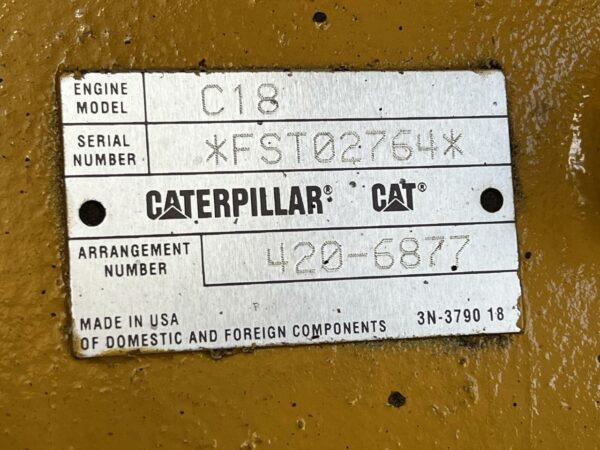 ENGINE MODEL C18
SERIAL NUMBER *FST02764*
CATERPILLAR® CAT®
ARRANGEMENT NUMBER 420-6877
MADE IN USA
OF DOMESTIC AND FOREIGN COMPONENTS 3N-3790 18